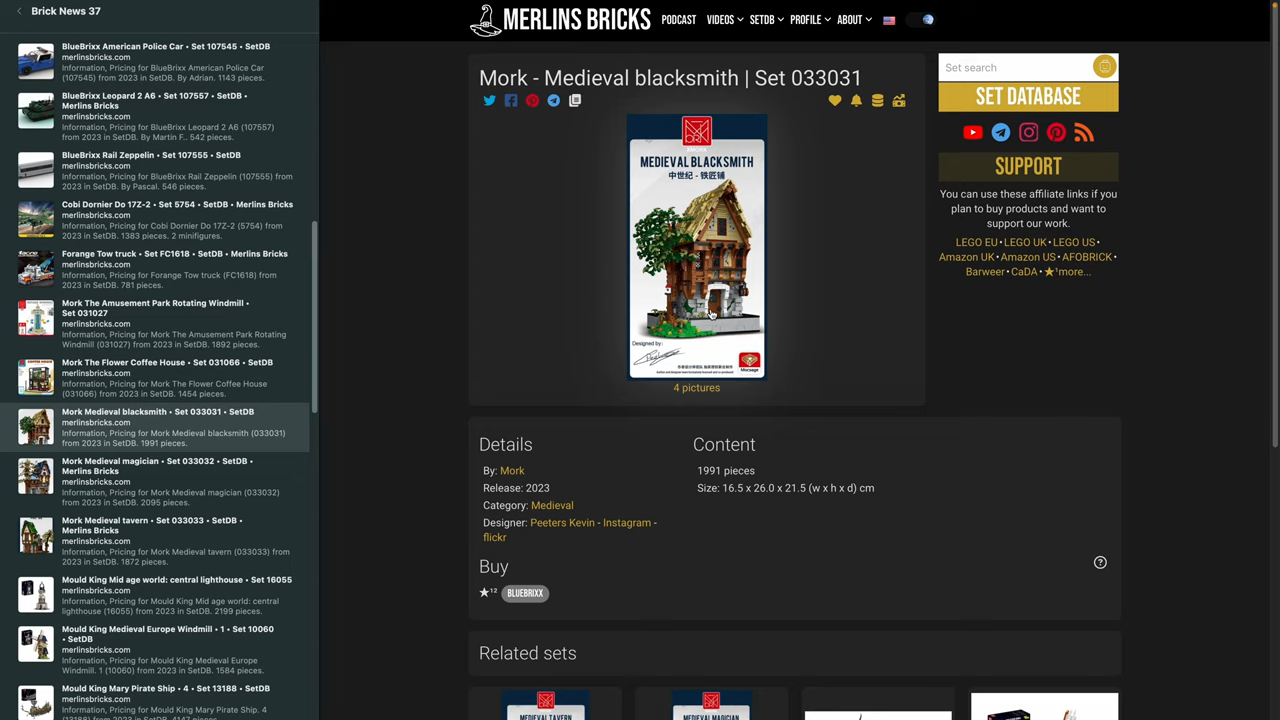 Brick News 37
BlueBrixx American Police Car • Set 107545 • SetDB
merlinsbricks.com
Information, Pricing for BlueBrixx American Police Car
(107545) from 2023 in SetDB. By Adrian. 1143 pieces.
BlueBrixx Leopard 2 A6 • Set 107557 • SetDB •
Merlins Bricks
merlinsbricks.com
Information, Pricing for BlueBrixx Leopard 2 A6 (107557)
from 2023 in SetDB. By Martin F.. 542 pieces.
BlueBrixx Rail Zeppelin • Set 107555 • SetDB
merlinsbricks.com
Information, Pricing for BlueBrixx Rail Zeppelin (107555)
from 2023 in SetDB. By Pascal. 546 pieces.
Cobi Dornier Do 17Z-2 • Set 5754 • SetDB • Merlins Bricks
merlinsbricks.com
Information, Pricing for Cobi Dornier Do 17Z-2 (5754) from
2023 in SetDB. 1383 pieces. 2 minifigures.
Forange Tow truck • Set FC1618 • SetDB • Merlins Bricks
merlinsbricks.com
Information, Pricing for Forange Tow truck (FC1618) from
2023 in SetDB. 781 pieces.
Mork The Amusement Park Rotating Windmill •
Set 031027
merlinsbricks.com
Information, Pricing for Mork The Amusement Park Rotating
Windmill (031027) from 2023 in SetDB. 1892 pieces.
Mork The Flower Coffee House • Set 031066 • SetDB
merlinsbricks.com
Information, Pricing for Mork The Flower Coffee House
(031066) from 2023 in SetDB. 1454 pieces.
Mork Medieval blacksmith • Set 033031 • SetDB
merlinsbricks.com
Information, Pricing for Mork Medieval blacksmith (033031)
from 2023 in SetDB. 1991 pieces.
Mork Medieval magician • Set 033032 • SetDB •
Merlins Bricks
merlinsbricks.com
Information, Pricing for Mork Medieval magician (033032)
from 2023 in SetDB. 2095 pieces.
Mork Medieval tavern • Set 033033 • SetDB •
Merlins Bricks
merlinsbricks.com
Information, Pricing for Mork Medieval tavern (033033)
from 2023 in SetDB. 1872 pieces.
Mould King Mid age world: central lighthouse • Set 16055
merlinsbricks.com
Information, Pricing for Mould King Mid age world: central
lighthouse (16055) from 2023 in SetDB. 2199 pieces.
Mould King Medieval Europe Windmill • 1 • Set 10060
• SetDB
merlinsbricks.com
Information, Pricing for Mould King Medieval Europe
Windmill. 1 (10060) from 2023 in SetDB. 1584 pieces.
Mould King Mary Pirate Ship • 4 • Set 13188 • SetDB
merlinsbricks.com
Information, Pricing for Mould King Mary Pirate Ship. 4
(13188) from 2023 in SetDB. 4147 pieces.
MERLINS BRICKS
PODCAST VIDEOS SETDB PROFILE ABOUT
Mork - Medieval blacksmith | Set 033031
MORK
MEDIEVAL BLACKSMITH
中世纪 - 铁匠铺
Designed by:
4 pictures
Details
By: Mork
Release: 2023
Category: Medieval
Designer: Peeters Kevin - Instagram -
flickr
Content
1991 pieces
Size: 16.5 x 26.0 x 21.5 (w x h x d) cm
Buy
★12 BLUEBRIXX
Related sets
MEDIEVAL TAVERN
MEDIEVAL MAGICIAN
Set search
SET DATABASE
SUPPORT
You can use these affiliate links if you
plan to buy products and want to
support our work.
LEGO EU • LEGO UK • LEGO US •
Amazon UK • Amazon US • AFOBRICK •
Barweer • CaDA • ★¹more...